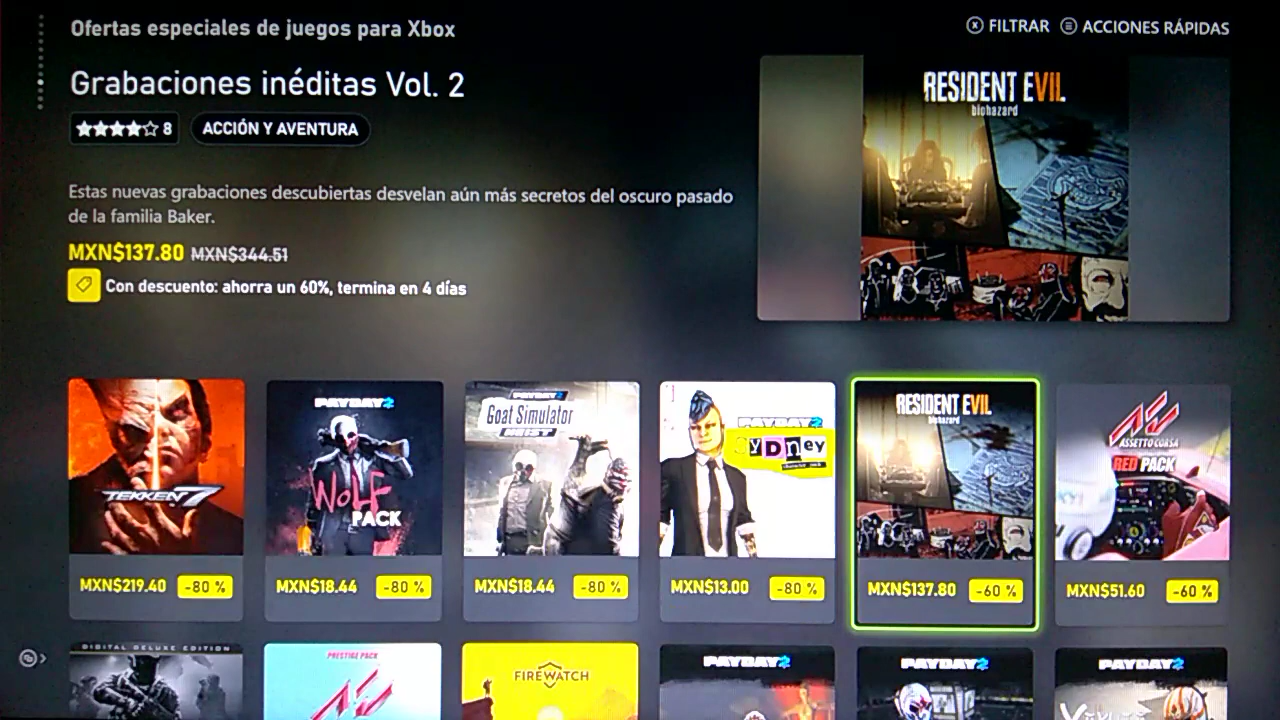 Ofertas especiales de juegos para Xbox
FILTRAR
ACCIONES RÁPIDAS
Grabaciones inéditas Vol. 2
8
ACCIÓN Y AVENTURA
Estas nuevas grabaciones descubiertas desvelan aún más secretos del oscuro pasado
de la familia Baker.
MXN$137.80 MXN$344.51
Con descuento: ahorra un 60%, termina en 4 días
RESIDENT EVIL
biohazard
TEKKEN 7
MXN$219.40 -80 %
PAYDAY 2
WOLF
PACK
MXN$18.44 -80 %
PAYDAY 2
Goat Simulator
HEIST
MXN$18.44 -80 %
PAYDAY 2
SYDNEY
character pack
MXN$13.00 -80 %
RESIDENT EVIL
biohazard
MXN$137.80 -60 %
ASSETTO CORSA
RED PACK
MXN$51.60 -60 %
DIGITAL DELUXE EDITION
PRESTIGE PACK
FIREWATCH
PAYDAY 2
PAYDAY 2
PAYDAY 2